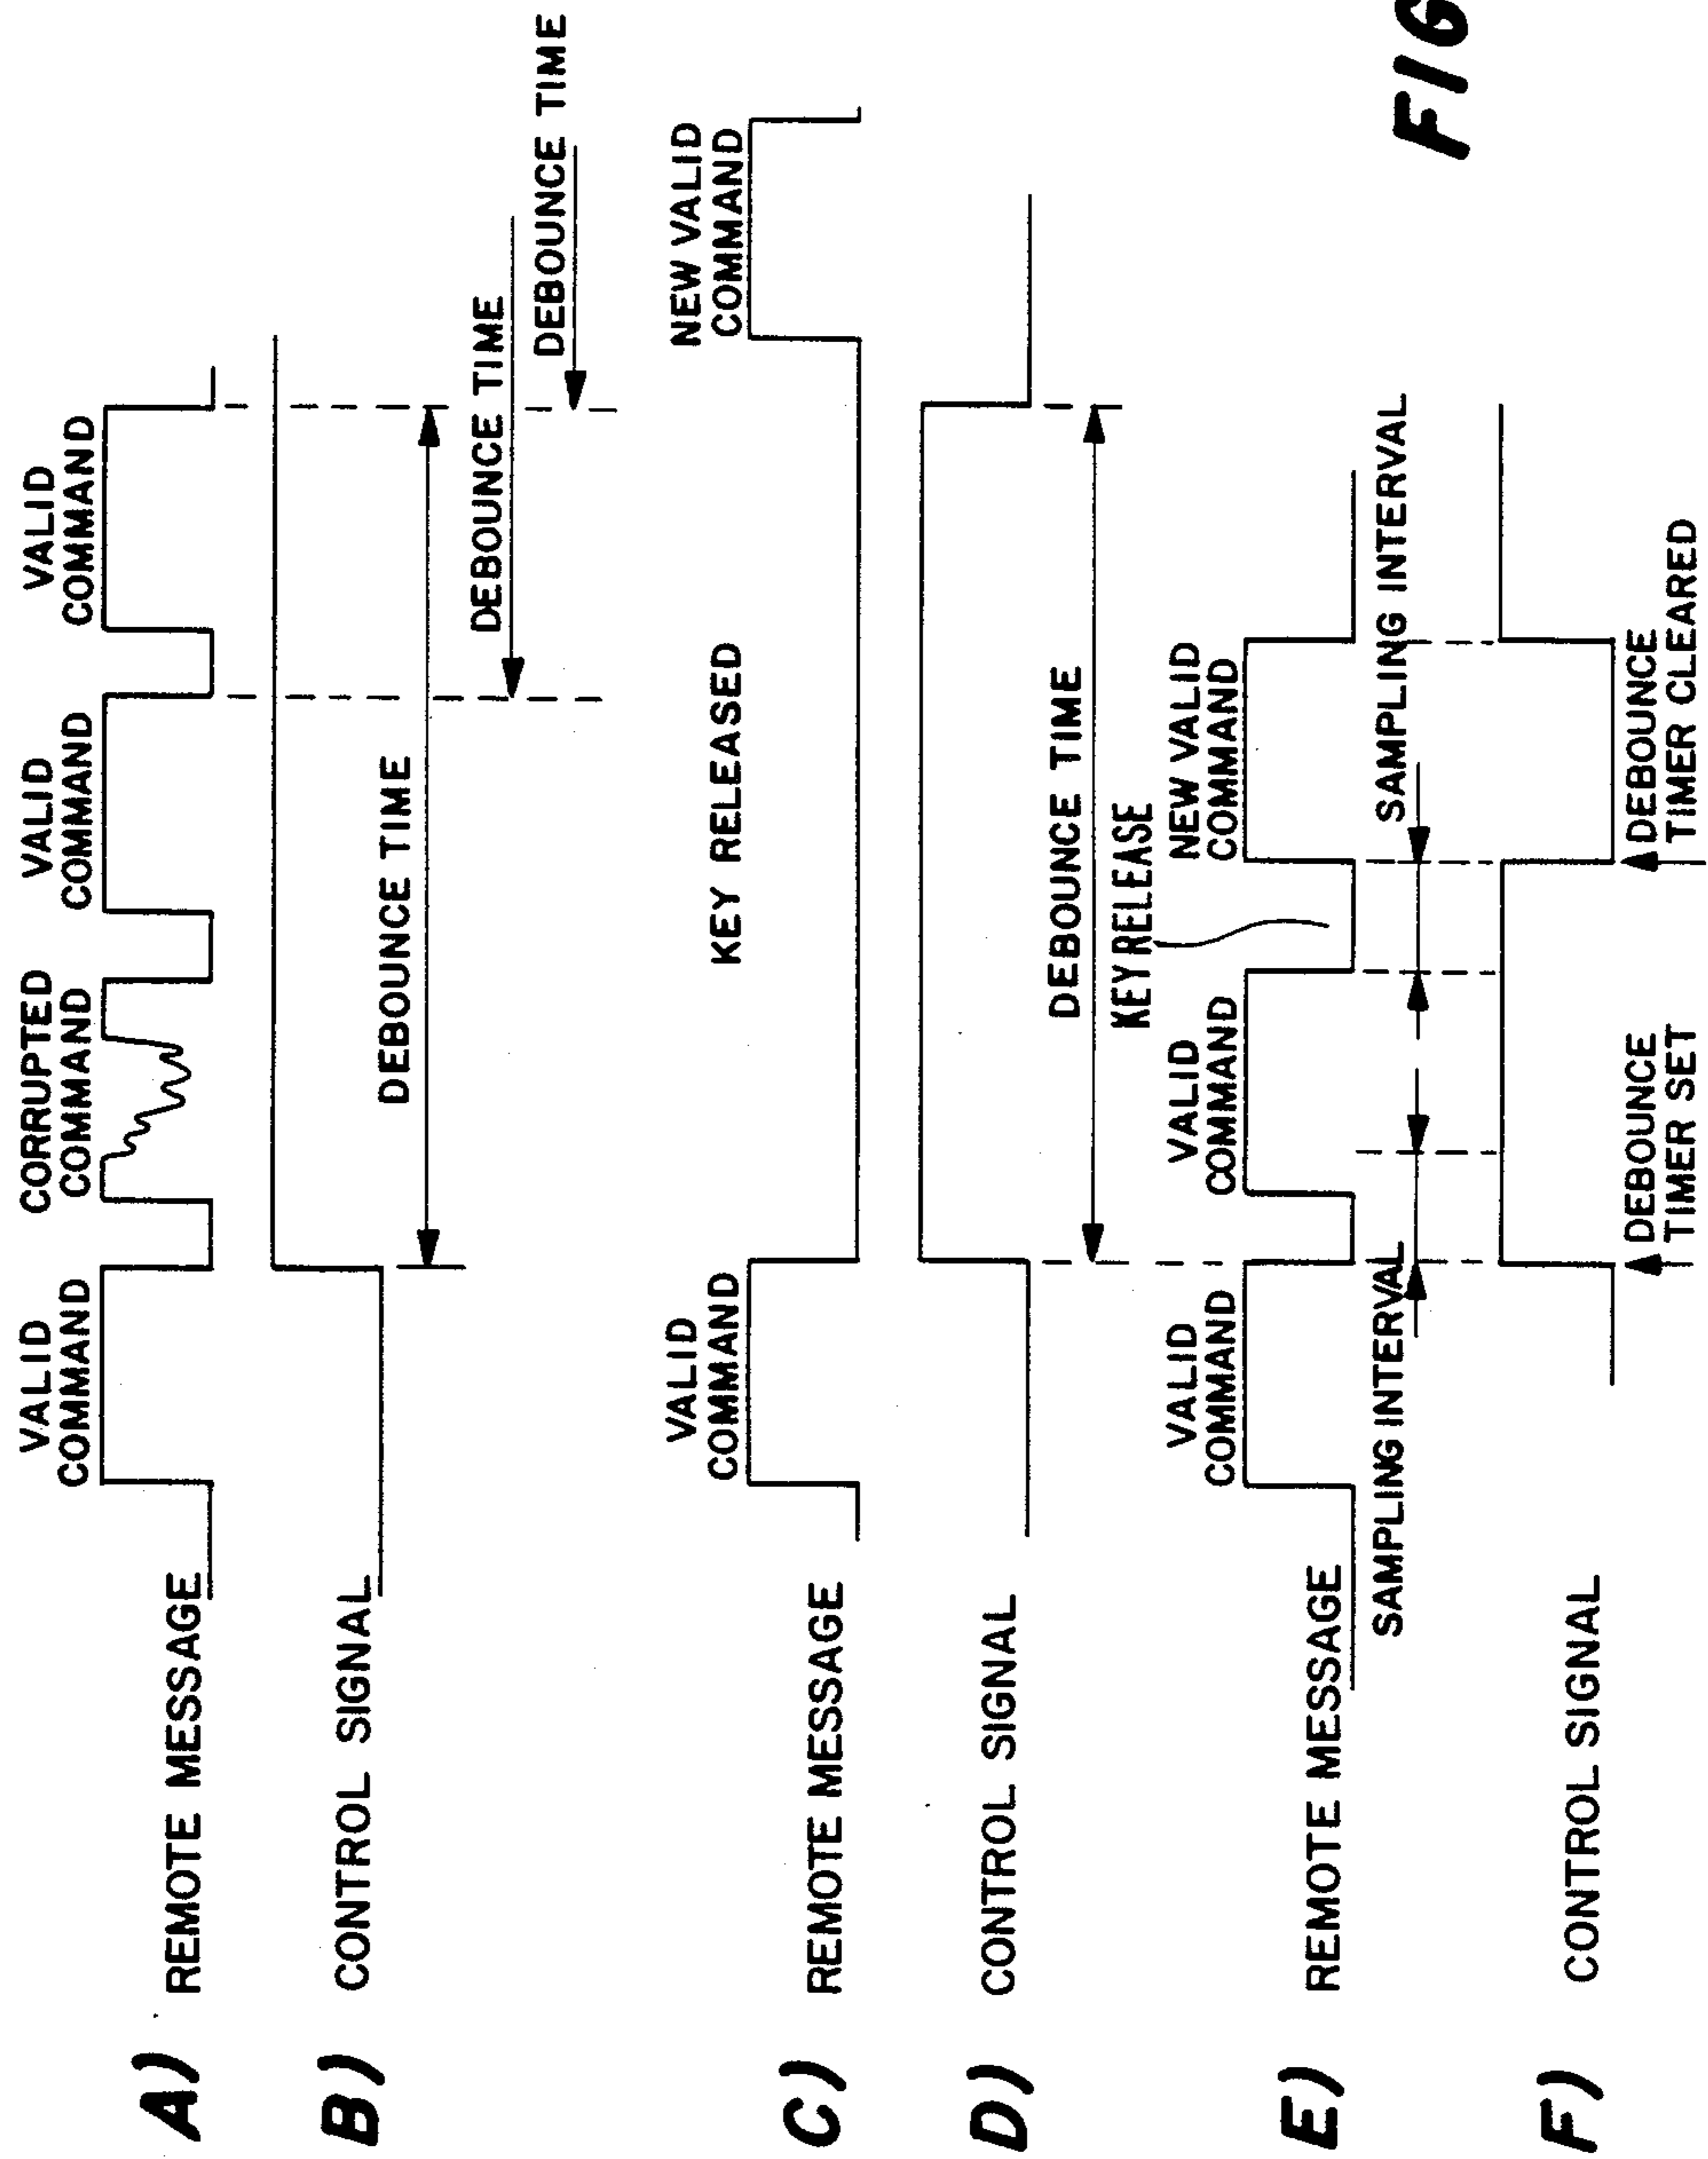 A) REMOTE MESSAGE
VALID
COMMAND
CORRUPTED
COMMAND
VALID
COMMAND
VALID
COMMAND
B) CONTROL SIGNAL
DEBOUNCE TIME
DEBOUNCE TIME
DEBOUNCE TIME
C) REMOTE MESSAGE
VALID
COMMAND
KEY RELEASED
NEW VALID
COMMAND
D) CONTROL SIGNAL
DEBOUNCE TIME
E) REMOTE MESSAGE
VALID
COMMAND
VALID
COMMAND
KEY RELEASE
NEW VALID
COMMAND
SAMPLING INTERVAL
SAMPLING INTERVAL
F) CONTROL SIGNAL
DEBOUNCE
TIMER SET
DEBOUNCE
TIMER CLEARED
FIG